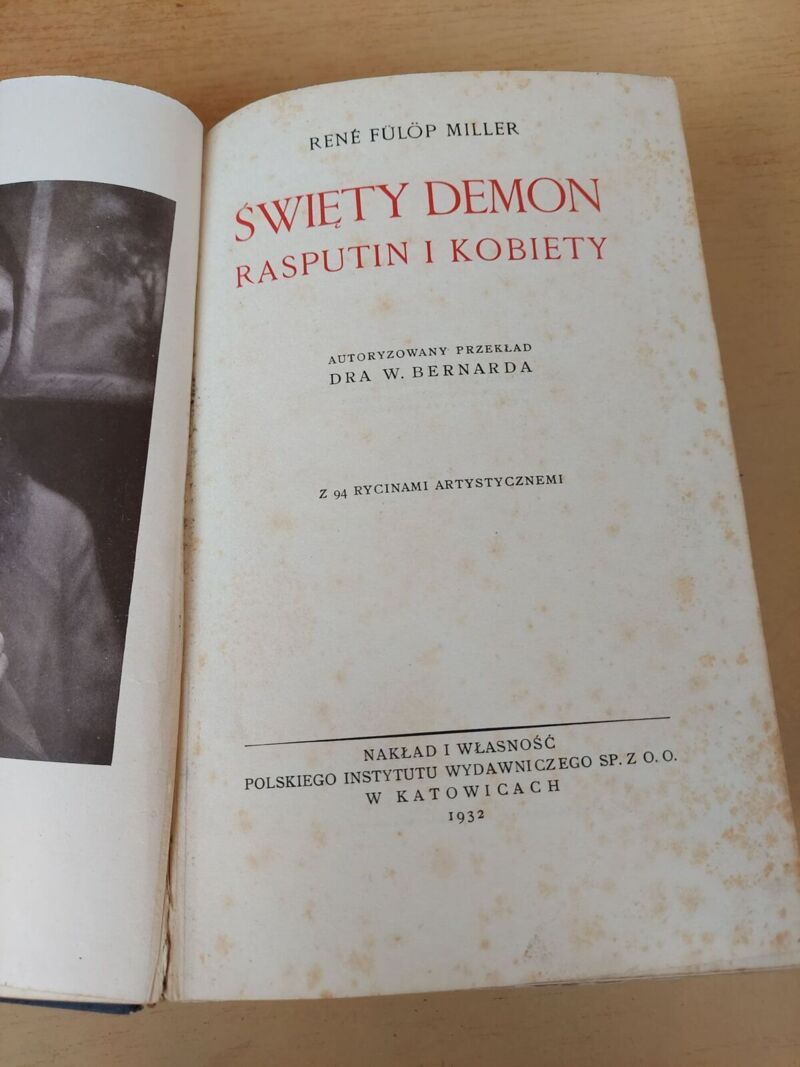 RENÉ FÜLÖP MILLER
ŚWIĘTY DEMON
RASPUTIN I KOBIETY
AUTORYZOWANY PRZEKŁAD
DRA W. BERNARDA
Z 94 RYCINAMI ARTYSTYCZNEMI
NAKŁAD I WŁASNOŚĆ
POLSKIEGO INSTYTUTU WYDAWNICZEGO SP. Z O. O.
W KATOWICACH
1932